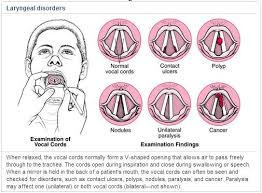 Laryngeal disorders
Normal
vocal cords
Contact
ulcers
Polyp
Examination of
Vocal Cords
Nodules
Unilateral
paralysis
Cancer
Examination Findings
When relaxed, the vocal cords normally form a V-shaped opening that allows air to pass freely
through to the trachea. The cords open during inspiration and close during swallowing or speech.
When a mirror is held in the back of a patient's mouth, the vocal cords can often be seen and
checked for disorders, such as contact ulcers, polyps, nodules, paralysis, and cancer. Paralysis
may affect one (unilateral) or both vocal cords (bilateral—not shown).